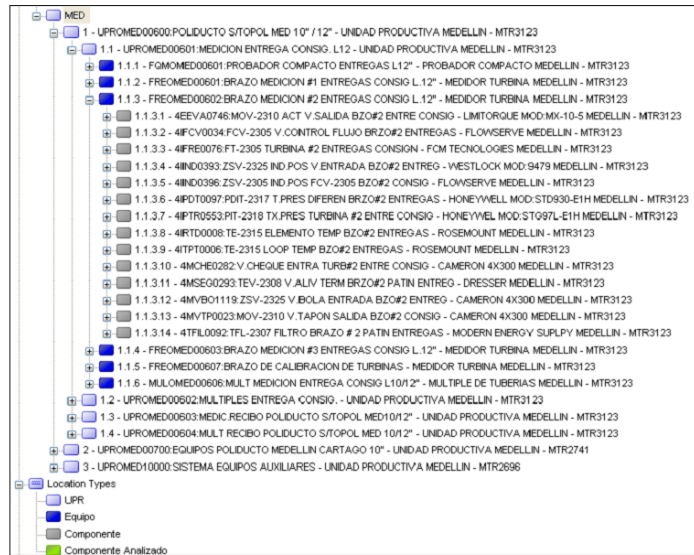 MED
1 - UPROMED00600:POLIDUCTO S/TOPOL MED 10" / 12" - UNIDAD PRODUCTIVA MEDELLIN - MTR3123
1.1 - UPROMED00601:MEDICION ENTREGA CONSIG. L12 - UNIDAD PRODUCTIVA MEDELLIN - MTR3123
1.1.1 - FQMOMED00601:PROBADOR COMPACTO ENTREGAS L12" - PROBADOR COMPACTO MEDELLIN - MTR3123
1.1.2 - FREOMED00601:BRAZO MEDICION #1 ENTREGAS CONSIG L.12" - MEDIDOR TURBINA MEDELLIN - MTR3123
1.1.3 - FREOMED00602:BRAZO MEDICION #2 ENTREGAS CONSIG L.12" - MEDIDOR TURBINA MEDELLIN - MTR3123
1.1.3.1 - 4EEVA0746:MOV-2310 ACT V.SALIDA BZO#2 ENTRE CONSIG - LIMITORQUE MOD:MX-10-5 MEDELLIN - MTR3123
1.1.3.2 - 4IFCV0034:FCV-2305 V.CONTROL FLUJO BRZO#2 ENTREGAS - FLOWSERVE MEDELLIN - MTR3123
1.1.3.3 - 4IFRE0076:FT-2305 TURBINA #2 ENTREGAS CONSIGN - FCM TECNOLOGIES MEDELLIN - MTR3123
1.1.3.4 - 4IIND0393:ZSV-2325 IND.POS V.ENTRADA BZO#2 ENTREG - WESTLOCK MOD:9479 MEDELLIN - MTR3123
1.1.3.5 - 4IIND0396:ZSV-2305 IND.POS FCV-2305 BZO#2 CONSIG - FLOWSERVE MEDELLIN - MTR3123
1.1.3.6 - 4IPDT0097:PDIT-2317 T.PRES DIFEREN BRZO#2 ENTREGAS - HONEYWELL MOD:STD930-E1H MEDELLIN - MTR3123
1.1.3.7 - 4IPTR0553:PIT-2318 TX.PRES TURBINA #2 ENTRE CONSIG - HONEYWEL MOD:STG97L-E1H MEDELLIN - MTR3123
1.1.3.8 - 4IRTD0008:TE-2315 ELEMENTO TEMP BZO#2 ENTREGAS - ROSEMOUNT MEDELLIN - MTR3123
1.1.3.9 - 4ITPT0006:TE-2315 LOOP TEMP BZO#2 ENTREGAS - ROSEMOUNT MEDELLIN - MTR3123
1.1.3.10 - 4MCHE0282:V.CHEQUE ENTRA TURB#2 ENTRE CONSIG - CAMERON 4X300 MEDELLIN - MTR3123
1.1.3.11 - 4MSEG0293:TEV-2308 V.ALIV TERM BRZO#2 PATIN ENTREG - DRESSER MEDELLIN - MTR3123
1.1.3.12 - 4MVBO1119:ZSV-2325 V.BOLA ENTRADA BZO#2 ENTREG - CAMERON 4X300 MEDELLIN - MTR3123
1.1.3.13 - 4MVTP0023:MOV-2310 V.TAPON SALIDA BZO#2 CONSIG - CAMERON 4X300 MEDELLIN - MTR3123
1.1.3.14 - 4TFIL0092:TFL-2307 FILTRO BRAZO # 2 PATIN ENTREGAS - MODERN ENERGY SUPLPY MEDELLIN - MTR3123
1.1.4 - FREOMED00603:BRAZO MEDICION #3 ENTREGAS CONSIG L.12" - MEDIDOR TURBINA MEDELLIN - MTR3123
1.1.5 - FREOMED00607:BRAZO DE CALIBRACION DE TURBINAS - MEDIDOR TURBINA MEDELLIN - MTR3123
1.1.6 - MULOMED00606:MULT MEDICION ENTREGA CONSIG L10/12" - MULTIPLE DE TUBERIAS MEDELLIN - MTR3123
1.2 - UPROMED00602:MULTIPLES ENTREGA CONSIG. - UNIDAD PRODUCTIVA MEDELLIN - MTR3123
1.3 - UPROMED00603:MEDIC.RECIBO POLIDUCTO S/TOPOL MED10/12" - UNIDAD PRODUCTIVA MEDELLIN - MTR3123
1.4 - UPROMED00604:MULT RECIBO POLIDUCTO S/TOPOL MED 10/12" - UNIDAD PRODUCTIVA MEDELLIN - MTR3123
2 - UPROMED00700:EQUIPOS POLIDUCTO MEDELLIN CARTAGO 10" - UNIDAD PRODUCTIVA MEDELLIN - MTR2741
3 - UPROMED10000:SISTEMA EQUIPOS AUXILIARES - UNIDAD PRODUCTIVA MEDELLIN - MTR2696
Location Types
UPR
Equipo
Componente
Componente Analizado